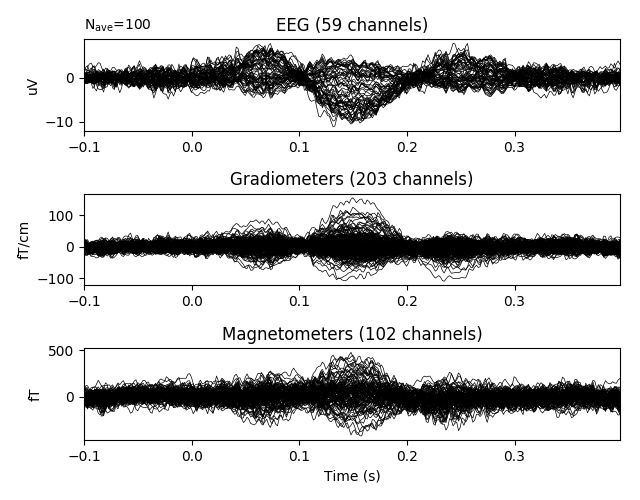 N_ave=100
EEG (59 channels)
uV
0
−10
−0.1 0.0 0.1 0.2 0.3
Gradiometers (203 channels)
fT/cm
100
0
−100
−0.1 0.0 0.1 0.2 0.3
Magnetometers (102 channels)
fT
500
0
−0.1 0.0 0.1 0.2 0.3
Time (s)